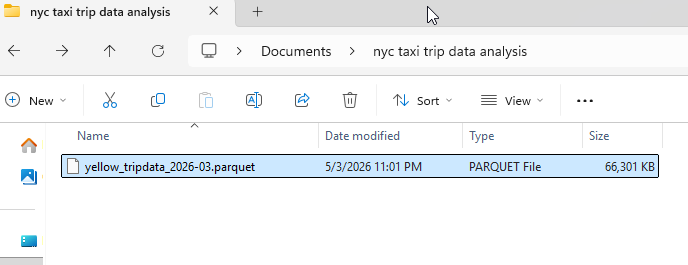 nyc taxi trip data analysis
Documents
nyc taxi trip data analysis
New
Sort
View
Name
Date modified
Type
Size
yellow_tripdata_2026-03.parquet
5/3/2026 11:01 PM
PARQUET File
66,301 KB